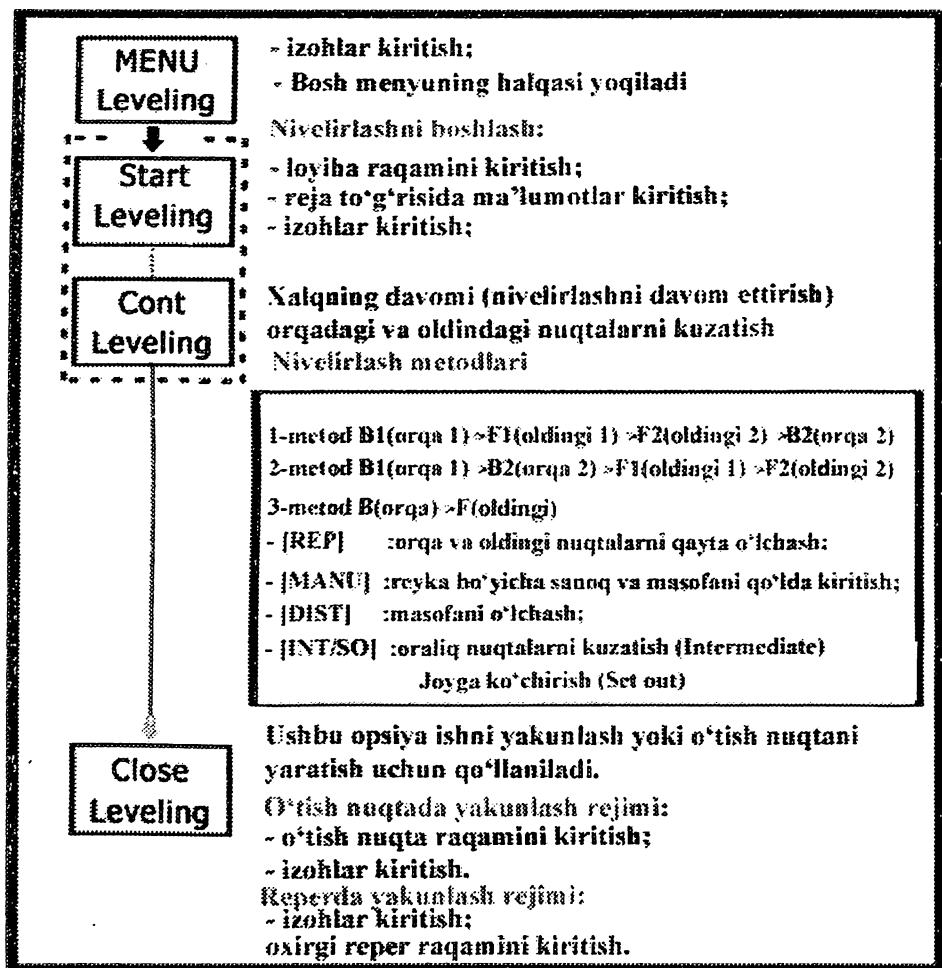 MENU
Leveling
- izohlar kiritish;
- Bosh menyuning halqasi yoqiladi
Nivelirlashni boshlash:
Start
Leveling
- loyiha raqamini kiritish;
- reja to‘g‘risida ma’lumotlar kiritish;
- izohlar kiritish;
Cont
Leveling
Xalqning davomi (nivelirlashni davom ettirish)
orqadagi va oldindagi nuqtalarni kuzatish
Nivelirlash metodlari
1-metod B1(orqa 1) >F1(oldingi 1) >F2(oldingi 2) >B2(orqa 2)
2-metod B1(orqa 1) >B2(orqa 2) >F1(oldingi 1) >F2(oldingi 2)
3-metod B(orqa) >F(oldingi)
- [REP] :orqa va oldingi nuqtalarni qayta o‘lchash;
- [MANU] :reyka bo‘yicha sanoq va masofani qo‘lda kiritish;
- [DIST] :masofani o‘lchash;
- [INT/SO] :oraliq nuqtalarni kuzatish (Intermediate)
Joyga ko‘chirish (Set out)
Close
Leveling
Ushbu opsiya ishni yakunlash yoki o‘tish nuqtani
yaratish uchun qo‘llaniladi.
O‘tish nuqtada yakunlash rejimi:
- o‘tish nuqta raqamini kiritish;
- izohlar kiritish.
Reperda yakunlash rejimi:
- izohlar kiritish;
oxirgi reper raqamini kiritish.